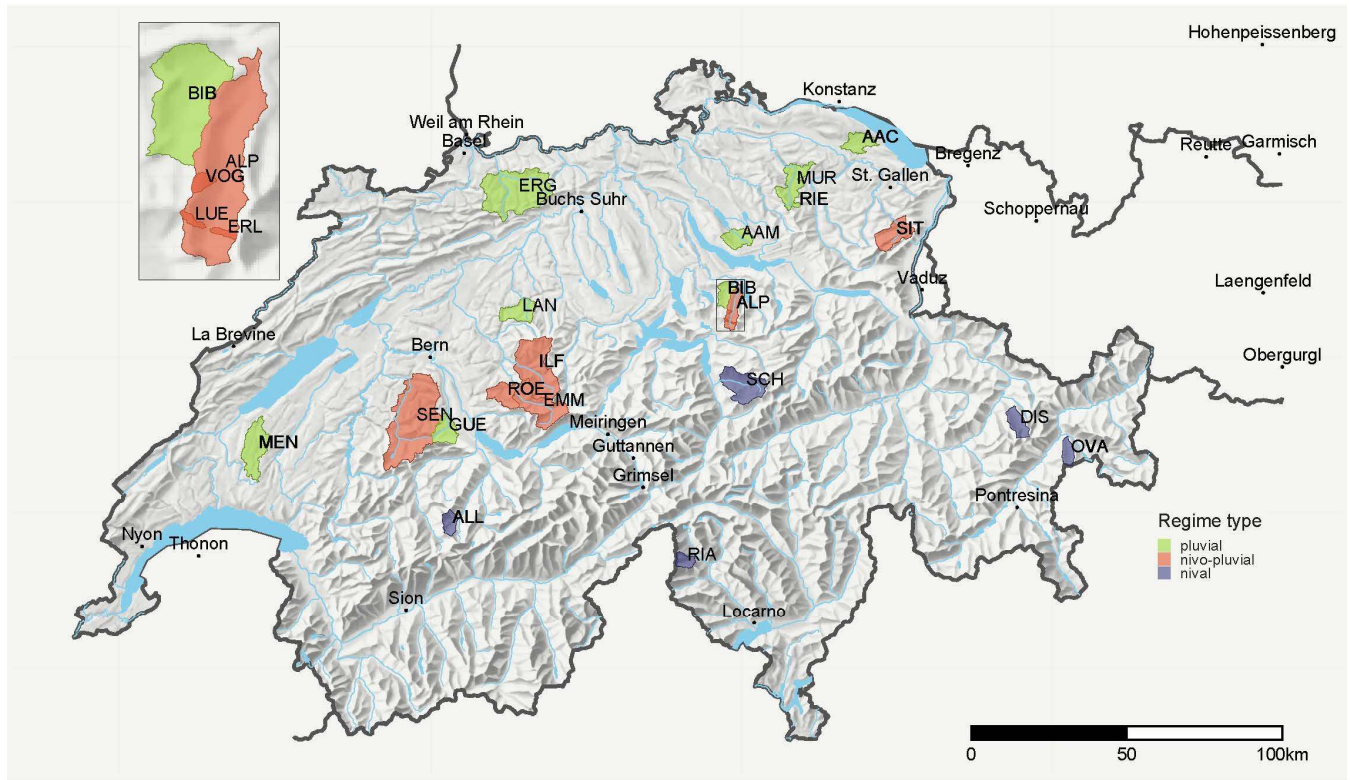 Hohenpeissenberg
BIB
ALP
VOG
LUE
ERL
Konstanz
Weil am Rhein
Basel
AAC
Bregenz
Reutte
Garmisch
ERG
Buchs Suhr
MUR
RIE
St. Gallen
Schoppernau
AAM
SIT
Vaduz
Laengenfeld
BIB
ALP
LAN
La Brevine
Bern
ILF
Obergurgl
ROE
EMM
SCH
SEN
GUE
Meiringen
DIS
MEN
Guttannen
OVA
Grimsel
Pontresina
ALL
Nyon
Thonon
RIA
Regime type
pluvial
nivo-pluvial
nival
Sion
Locarno
0 50 100km